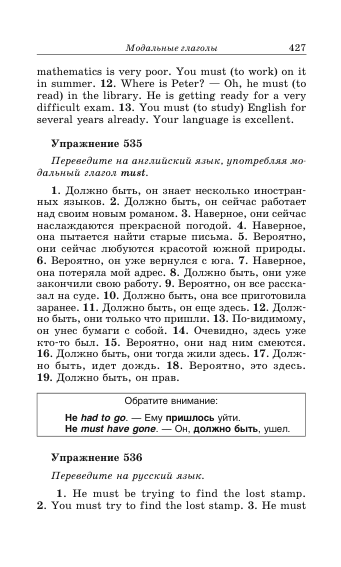 Модальные глаголы 427
mathematics is very poor. You must (to work) on it
in summer. 12. Where is Peter? — Oh, he must (to
read) in the library. He is getting ready for a very
difficult exam. 13. You must (to study) English for
several years already. Your language is excellent.
Упражнение 535
Переведите на английский язык, употребляя мо-
дальный глагол must.
1. Должно быть, он знает несколько иностран-
ных языков. 2. Должно быть, он сейчас работает
над своим новым романом. 3. Наверное, они сейчас
наслаждаются прекрасной погодой. 4. Наверное,
она пытается найти старые письма. 5. Вероятно,
они сейчас любуются красотой южной природы.
6. Вероятно, он уже вернулся с юга. 7. Наверное,
она потеряла мой адрес. 8. Должно быть, они уже
закончили свою работу. 9. Вероятно, он все расска-
зал на суде. 10. Должно быть, она все приготовила
заранее. 11. Должно быть, он еще здесь. 12. Долж-
но быть, они только что пришли. 13. По-видимому,
он унес бумаги с собой. 14. Очевидно, здесь уже
кто-то был. 15. Вероятно, они над ним смеются.
16. Должно быть, они тогда жили здесь. 17. Долж-
но быть, идет дождь. 18. Вероятно, это здесь.
19. Должно быть, он прав.
Обратите внимание:
He had to go. — Ему пришлось уйти.
He must have gone. — Он, должно быть, ушел.
Упражнение 536
Переведите на русский язык.
1. He must be trying to find the lost stamp.
2. You must try to find the lost stamp. 3. He must